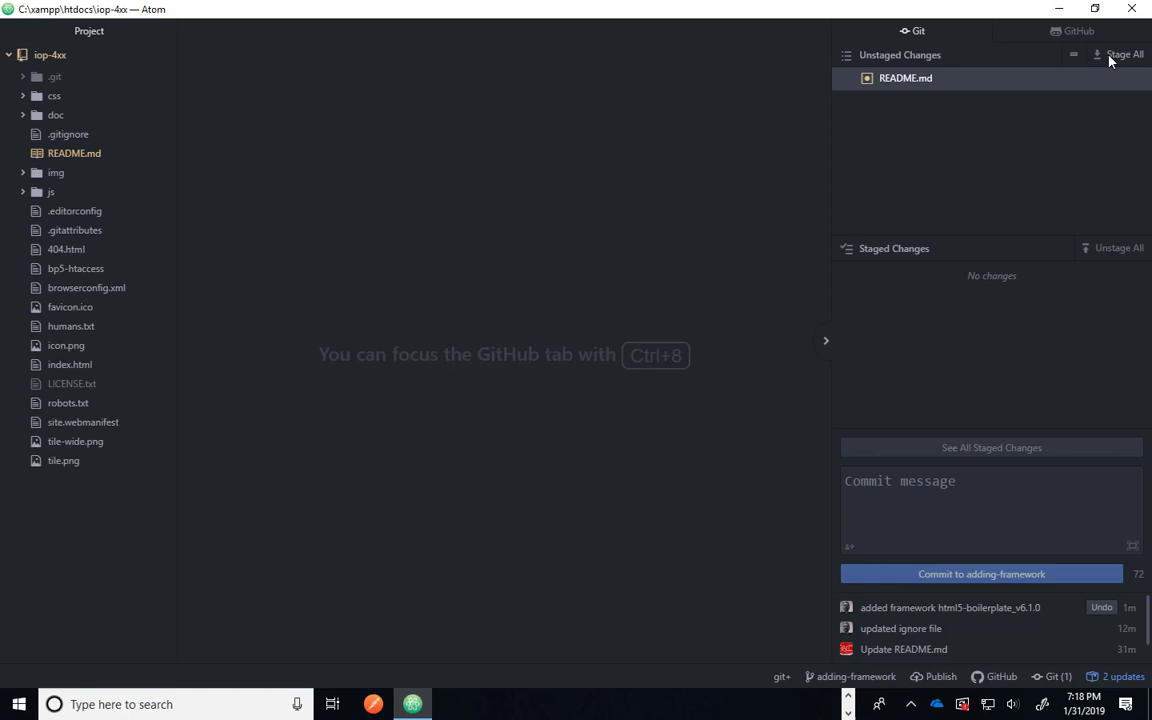 C:\xampp\htdocs\iop-4xx — Atom
Project
iop-4xx
.git
css
doc
.gitignore
README.md
img
js
.editorconfig
.gitattributes
404.html
bp5-htaccess
browserconfig.xml
favicon.ico
humans.txt
icon.png
index.html
LICENSE.txt
robots.txt
site.webmanifest
tile-wide.png
tile.png
You can focus the GitHub tab with Ctrl+8
Git
GitHub
Unstaged Changes
Stage All
README.md
Staged Changes
Unstage All
No changes
See All Staged Changes
Commit message
Commit to adding-framework 72
added framework html5-boilerplate_v6.1.0 Undo 1m
updated ignore file 12m
Update README.md 31m
git+ adding-framework Publish GitHub Git (1) 2 updates
Type here to search
7:18 PM
1/31/2019